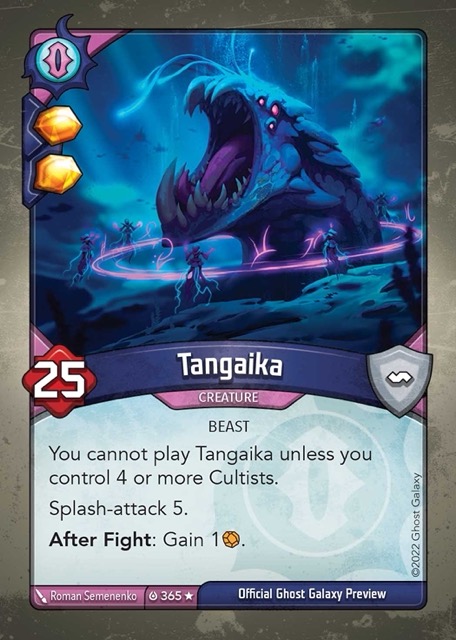 Tangaika
25
CREATURE
BEAST
You cannot play Tangaika unless you
control 4 or more Cultists.
Splash-attack 5.
After Fight: Gain 1.
©2022 Ghost Galaxy
Roman Semenenko
365★
Official Ghost Galaxy Preview